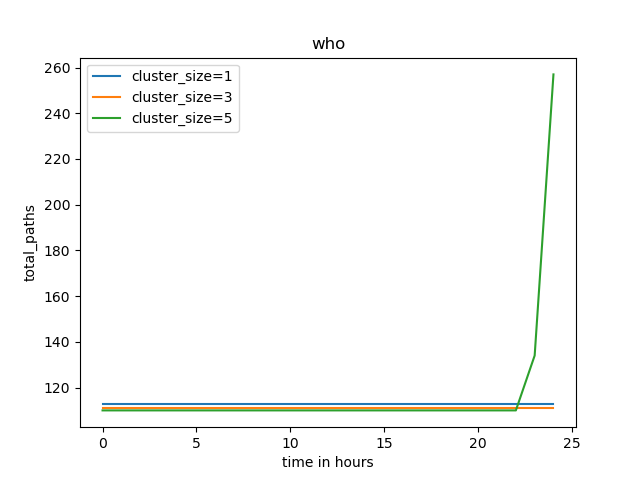 who
cluster_size=1
cluster_size=3
cluster_size=5
total_paths
260
240
220
200
180
160
140
120
0 5 10 15 20 25
time in hours